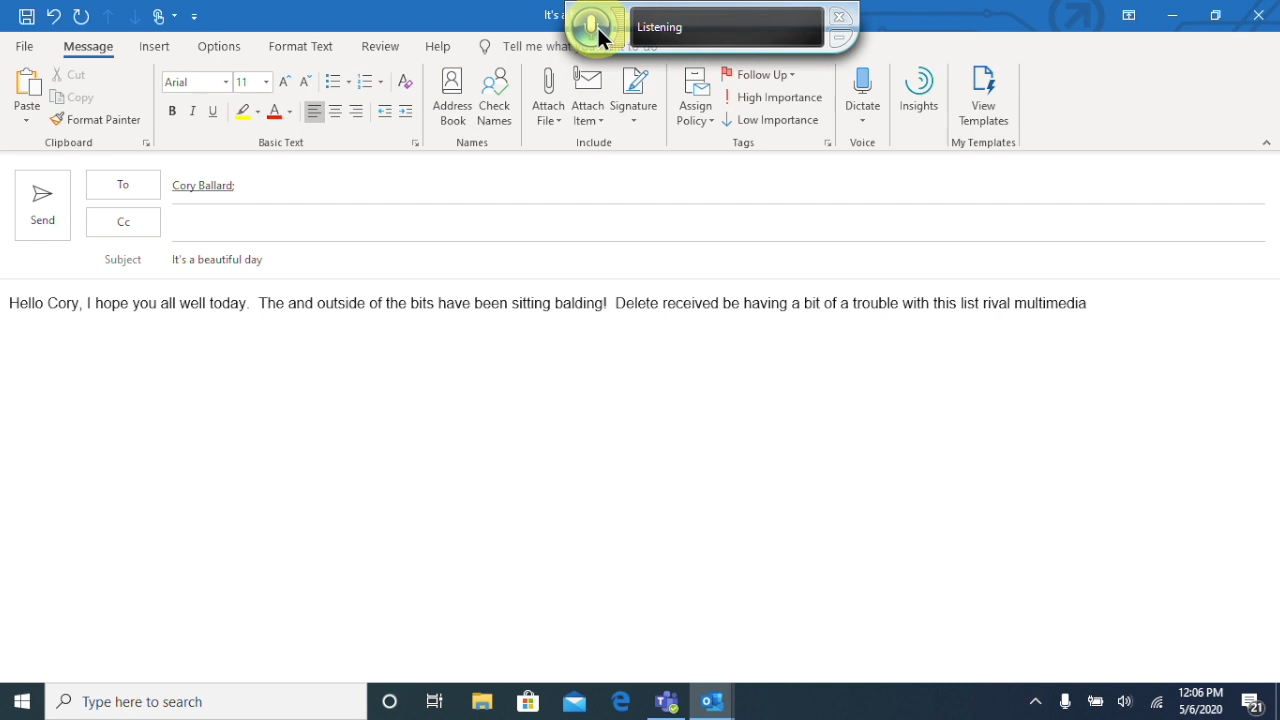 It's a
Listening
File Message Insert Options Format Text Review Help Tell me what you want to do
Paste Cut Copy Format Painter
Arial 11
B I U A
Address Book Check Names
Attach File Attach Item Signature
Assign Policy Follow Up High Importance Low Importance
Dictate Insights View Templates
Clipboard Basic Text Names Include Tags Voice My Templates
Send To Cory Ballard;
Cc
Subject It's a beautiful day
Hello Cory, I hope you all well today. The and outside of the bits have been sitting balding! Delete received be having a bit of a trouble with this list rival multimedia
Type here to search
12:06 PM
5/6/2020
21